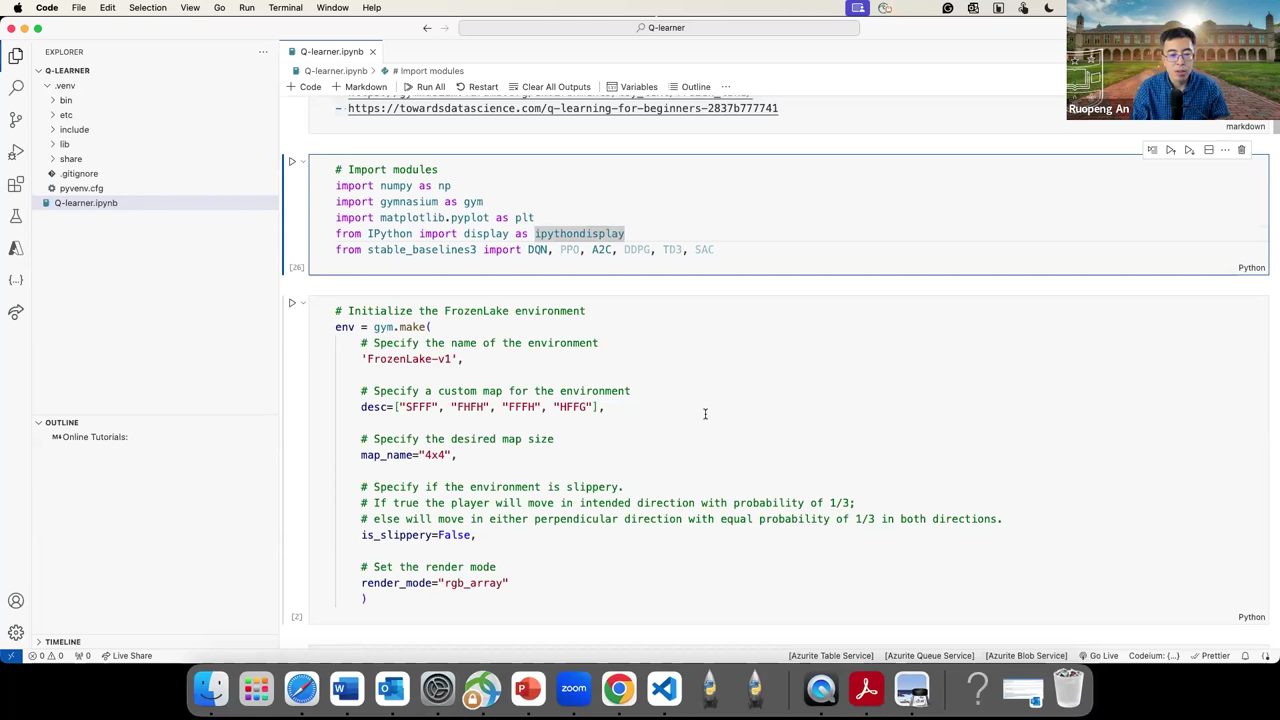 Code File Edit Selection View Go Run Terminal Window Help
Q-learner
EXPLORER
Q-LEARNER
.venv
bin
etc
include
lib
share
.gitignore
pyvenv.cfg
Q-learner.ipynb
OUTLINE
Online Tutorials:
TIMELINE
Q-learner.ipynb
Q-learner.ipynb > # Import modules
+ Code + Markdown Run All Restart Clear All Outputs Variables Outline ...
- https://towardsdatascience.com/q-learning-for-beginners-2837b777741
markdown
# Import modules
import numpy as np
import gymnasium as gym
import matplotlib.pyplot as plt
from IPython import display as ipythondisplay
from stable_baselines3 import DQN, PPO, A2C, DDPG, TD3, SAC
[26]
Python
# Initialize the FrozenLake environment
env = gym.make(
# Specify the name of the environment
'FrozenLake-v1',
# Specify a custom map for the environment
desc=["SFFF", "FHFH", "FFFH", "HFFG"],
# Specify the desired map size
map_name="4x4",
# Specify if the environment is slippery.
# If true the player will move in intended direction with probability of 1/3;
# else will move in either perpendicular direction with equal probability of 1/3 in both directions.
is_slippery=False,
# Set the render mode
render_mode="rgb_array"
)
[2]
Python
Ruopeng An
0 0 0 Live Share
[Azurite Table Service] [Azurite Queue Service] [Azurite Blob Service] Go Live Codeium: {...} Prettier
zoom